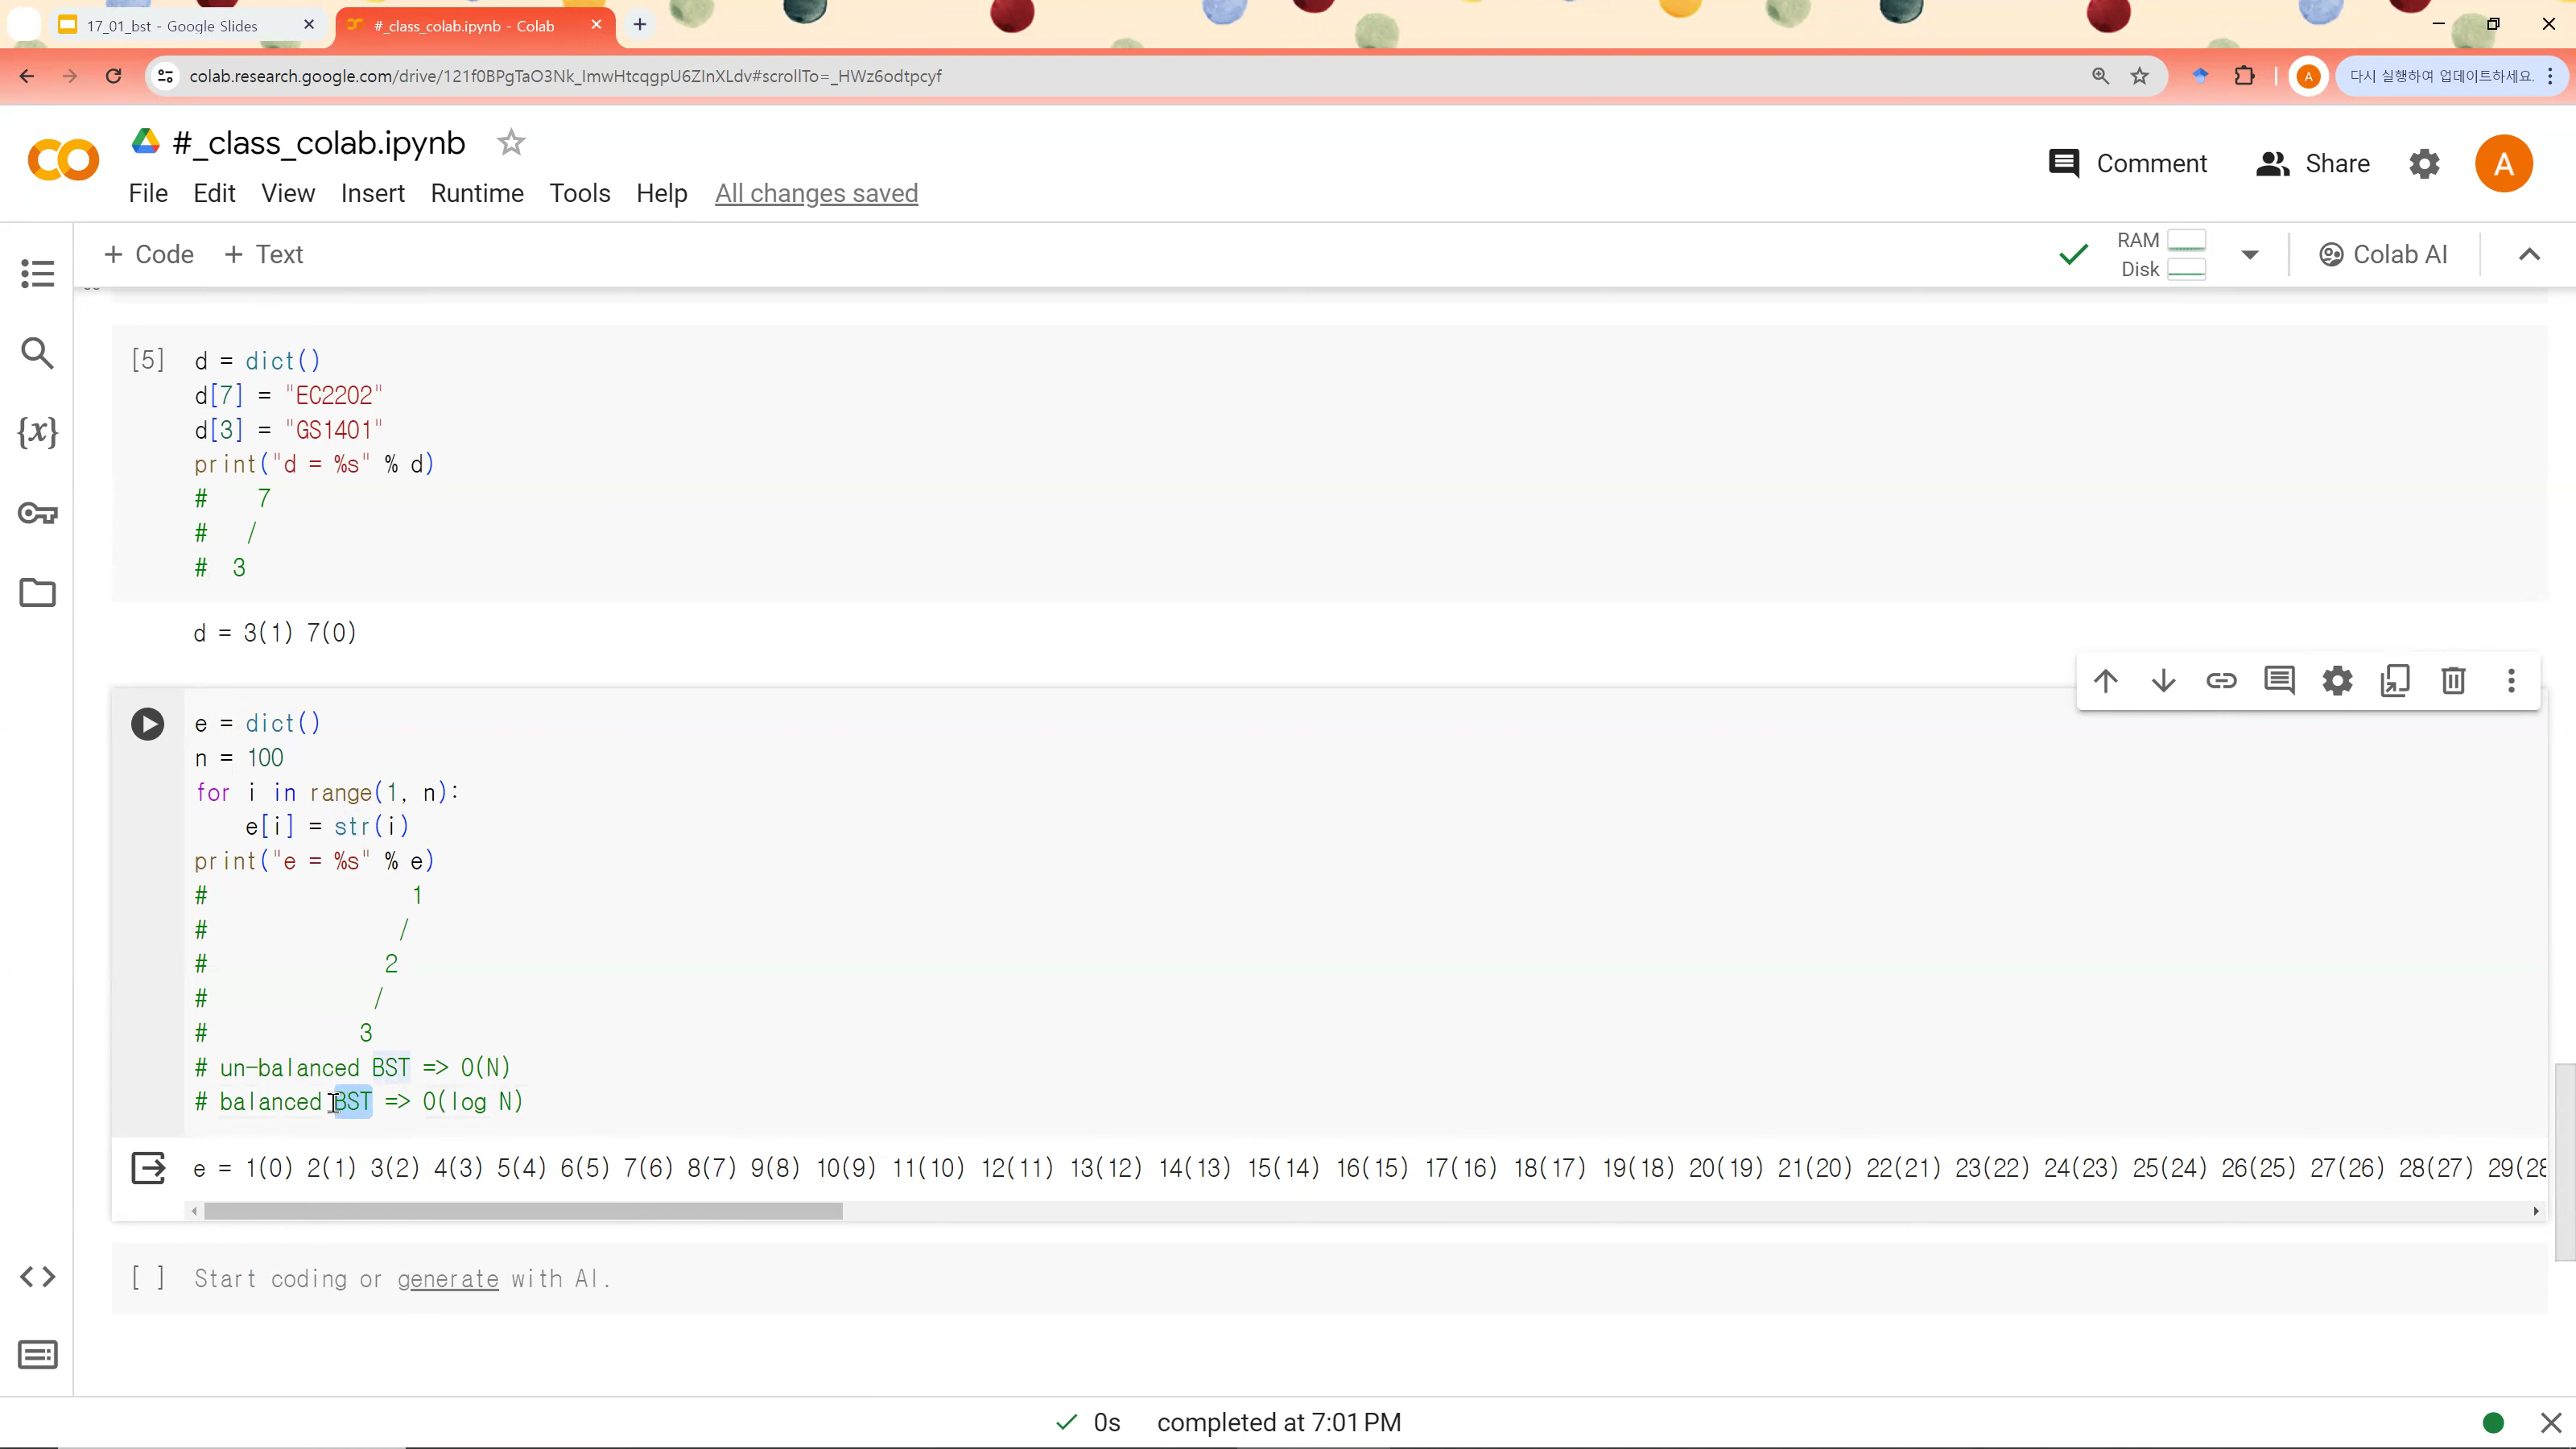 17_01_bst - Google Slides
#_class_colab.ipynb - Colab
colab.research.google.com/drive/121f0BPgTaO3Nk_ImwHtcqgpU6ZInXLdv#scrollTo=_HWz6odtpcyf
A
다시 실행하여 업데이트하세요.
#_class_colab.ipynb
Comment
Share
A
File Edit View Insert Runtime Tools Help All changes saved
+ Code + Text
RAM
Disk
Colab AI
[5] d = dict()
d[7] = "EC2202"
d[3] = "GS1401"
print("d = %s" % d)
#    7
#   /
#  3
d = 3(1) 7(0)
e = dict()
n = 100
for i in range(1, n):
    e[i] = str(i)
print("e = %s" % e)
#                1
#               /
#              2
#             /
#            3
# un-balanced BST => O(N)
# balanced BST => O(log N)
e = 1(0) 2(1) 3(2) 4(3) 5(4) 6(5) 7(6) 8(7) 9(8) 10(9) 11(10) 12(11) 13(12) 14(13) 15(14) 16(15) 17(16) 18(17) 19(18) 20(19) 21(20) 22(21) 23(22) 24(23) 25(24) 26(25) 27(26) 28(27) 29(28
[ ] Start coding or generate with AI.
0s completed at 7:01 PM